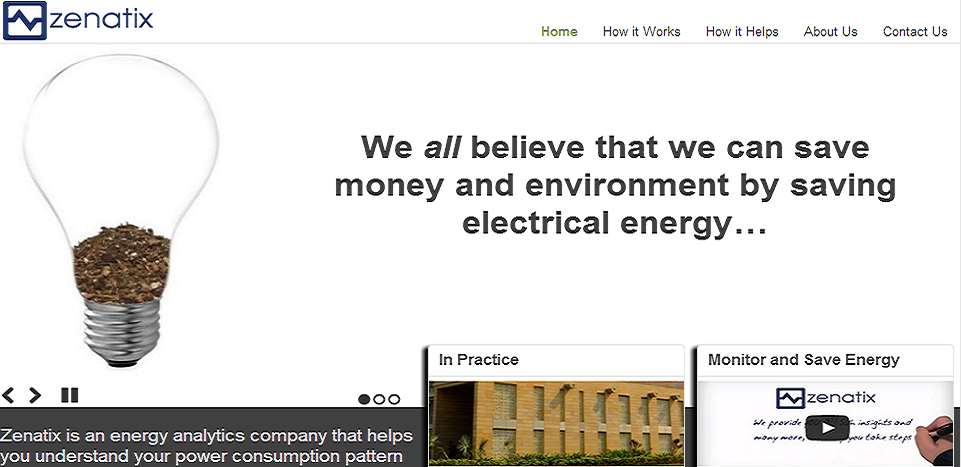 zenatix
Home How it Works How it Helps About Us Contact Us
We all believe that we can save
money and environment by saving
electrical energy…
In Practice
Monitor and Save Energy
zenatix
We provide insights and
many more, you take steps
Zenatix is an energy analytics company that helps
you understand your power consumption pattern